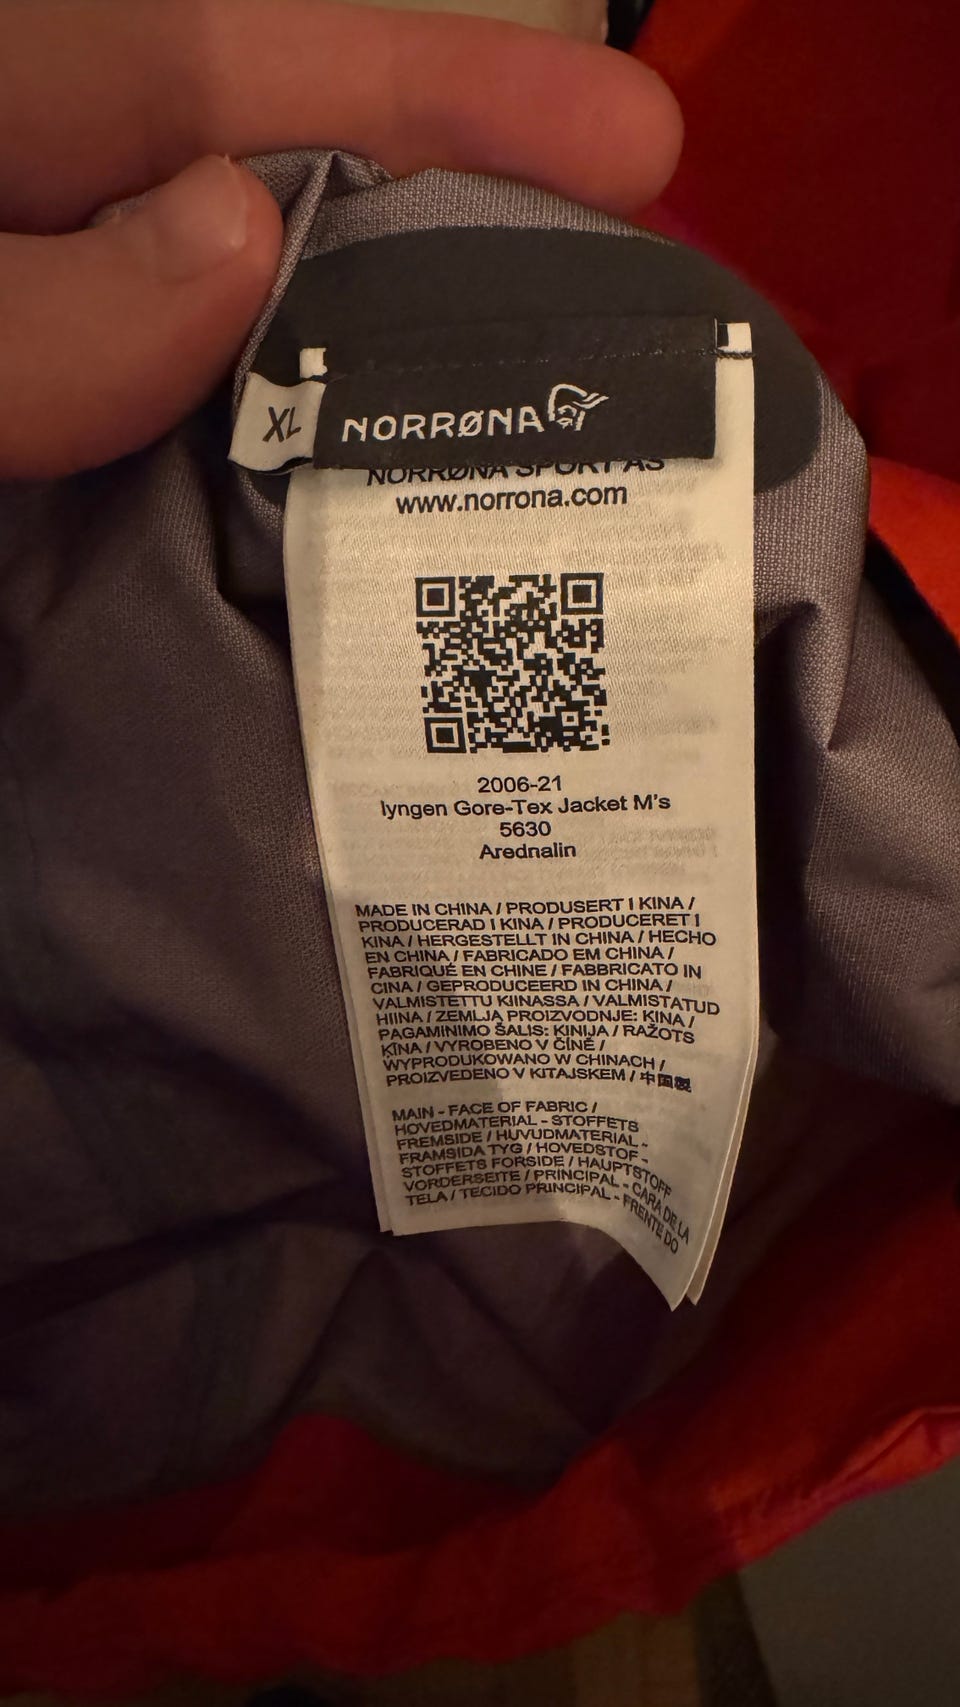 XL
NORRØNA
NORRØNA SPORT AS
www.norrona.com
2006-21
lyngen Gore-Tex Jacket M's
5630
Arednalin
MADE IN CHINA / PRODUSERT I KINA /
PRODUCERAD I KINA / PRODUCERET I
KINA / HERGESTELLT IN CHINA / HECHO
EN CHINA / FABRICADO EM CHINA /
FABRIQUÉ EN CHINE / FABBRICATO IN
CINA / GEPRODUCEERD IN CHINA /
VALMISTETTU KIINASSA / VALMISTATUD
HIINA / ZEMLJA PROIZVODNJE: KINA /
PAGAMINIMO ŠALIS: KINIJA / RAŽOTS
ĶĪNA / VYROBENO V ČÍNĚ /
WYPRODUKOWANO W CHINACH /
PROIZVEDENO V KITAJSKEM / 中国製
MAIN - FACE OF FABRIC /
HOVEDMATERIAL - STOFFETS
FREMSIDE / HUVUDMATERIAL -
FRAMSIDA TYG / HOVEDSTOF -
STOFFETS FORSIDE / HAUPTSTOFF
VORDERSEITE / PRINCIPAL - CARA DE LA
TELA / TECIDO PRINCIPAL - FRENTE DO